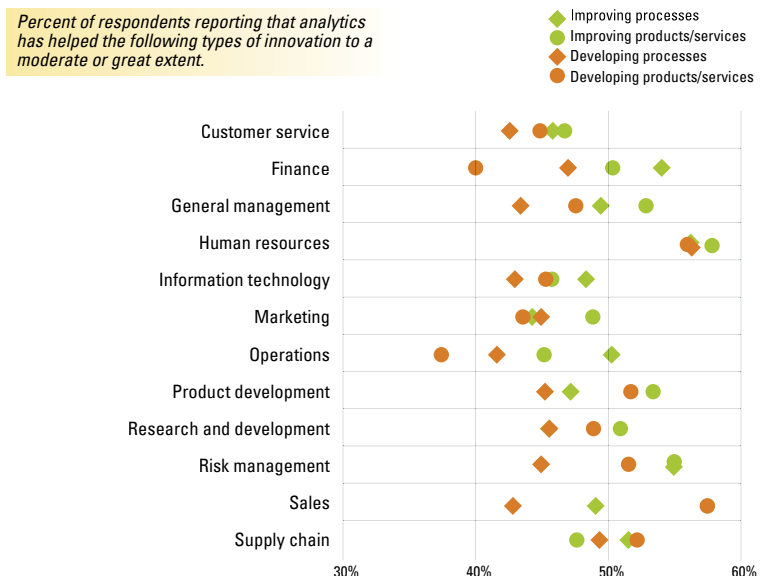 Percent of respondents reporting that analytics
has helped the following types of innovation to a
moderate or great extent.
Improving processes
Improving products/services
Developing processes
Developing products/services
Customer service
Finance
General management
Human resources
Information technology
Marketing
Operations
Product development
Research and development
Risk management
Sales
Supply chain
30%
40%
50%
60%